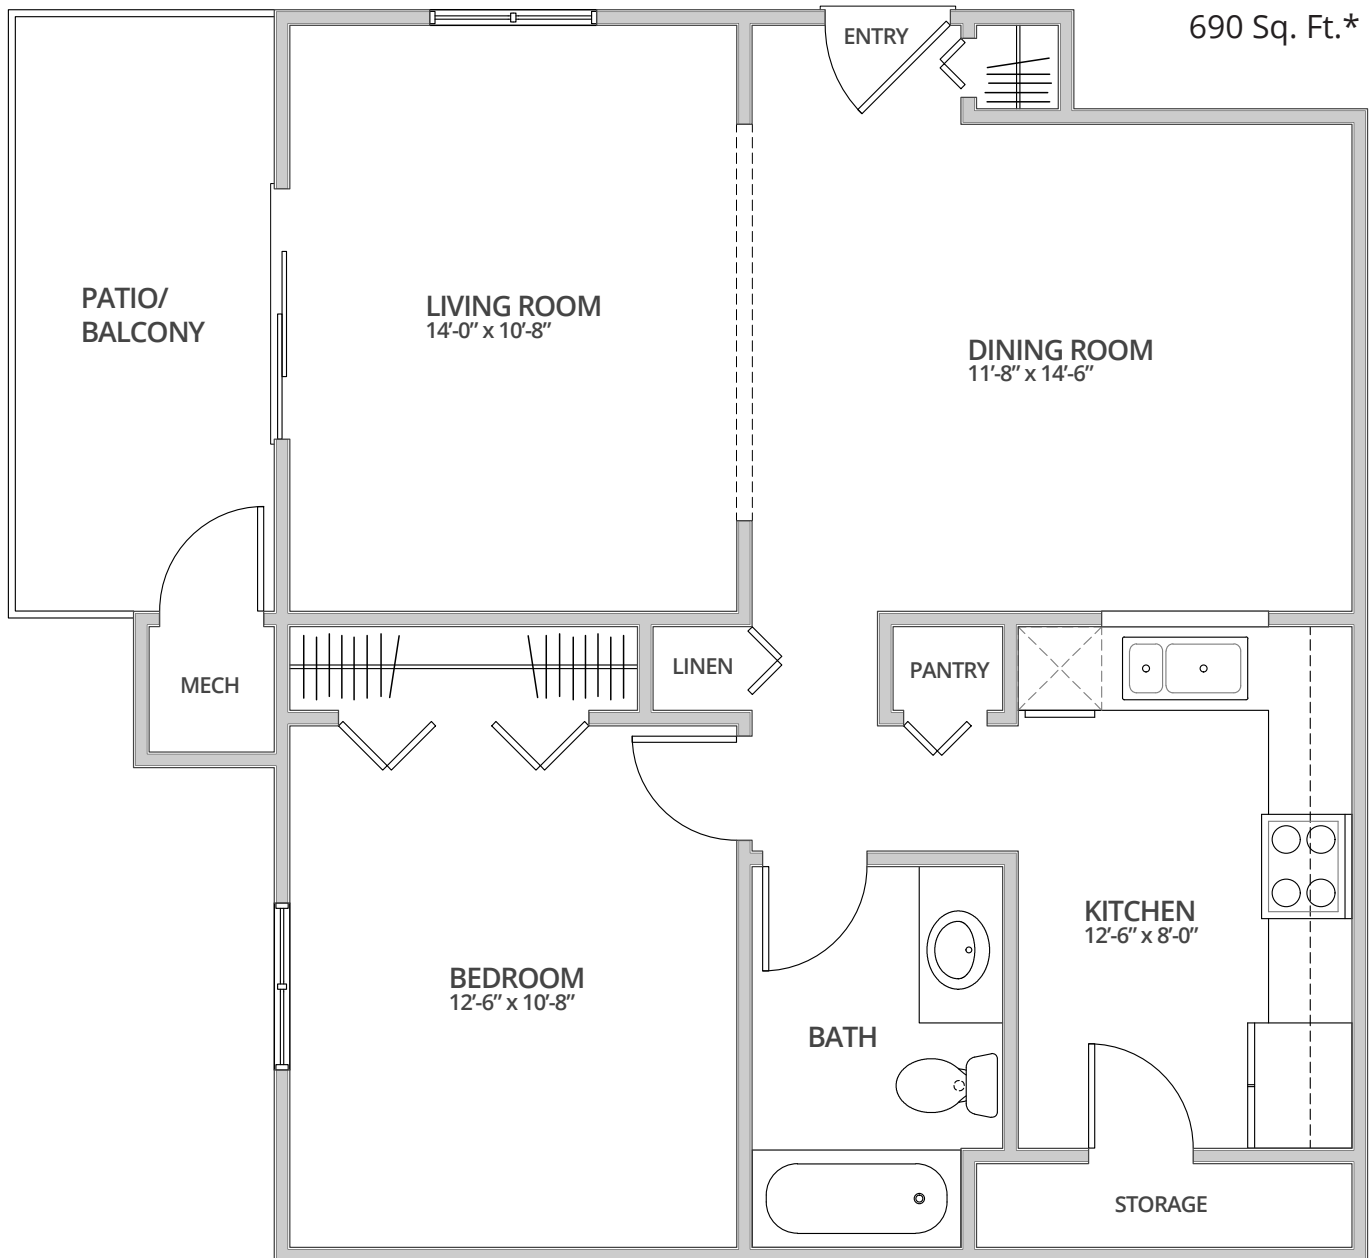 690 Sq. Ft.*
ENTRY
PATIO/
BALCONY
LIVING ROOM
14'-0” x 10'-8”
DINING ROOM
11'-8” x 14'-6”
MECH
LINEN
PANTRY
KITCHEN
12'-6” x 8'-0”
BEDROOM
12'-6” x 10'-8”
BATH
STORAGE